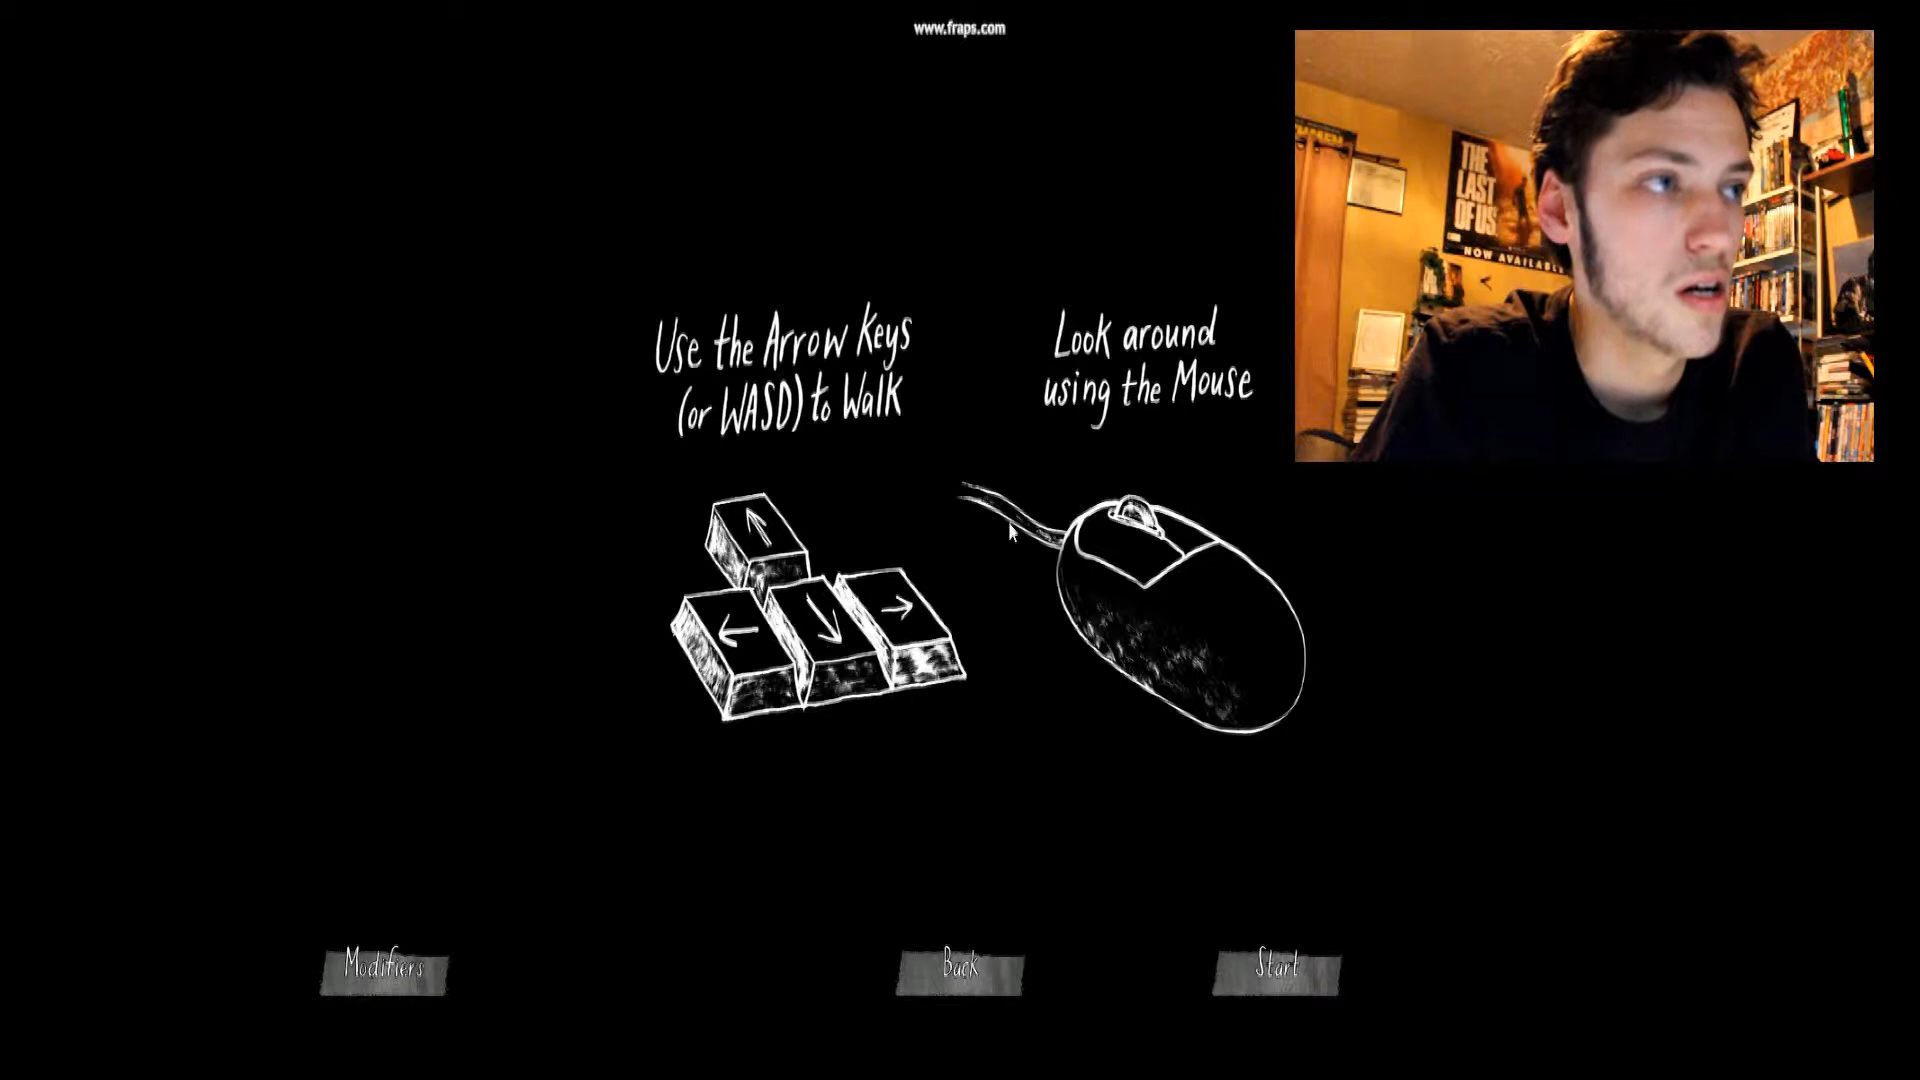 www.fraps.com
THE
LAST
OF US
NOW AVAILABLE
Use the Arrow Keys
(or WASD) to Walk
Look around
using the Mouse
Modifiers
Back
Start